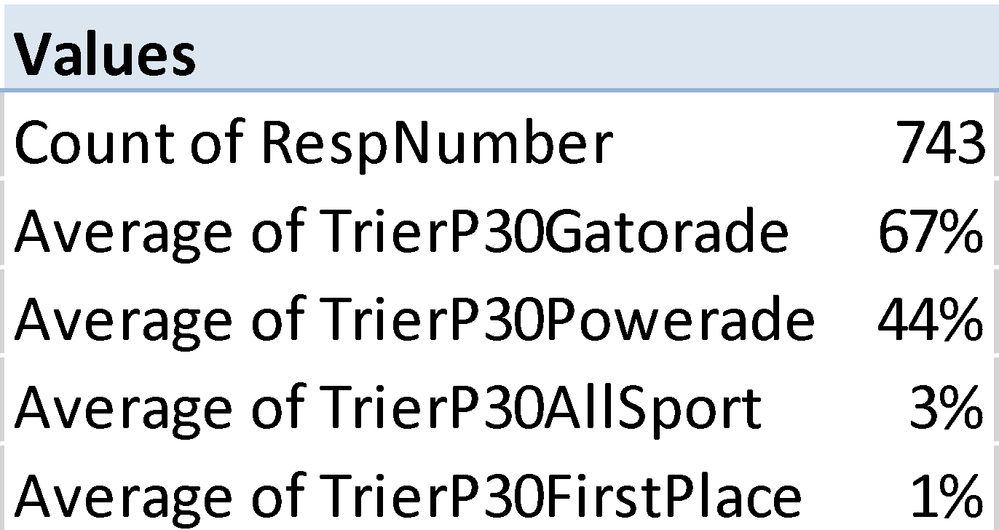 Values
Count of RespNumber 743
Average of TrierP30Gatorade 67%
Average of TrierP30Powerade 44%
Average of TrierP30AllSport 3%
Average of TrierP30FirstPlace 1%